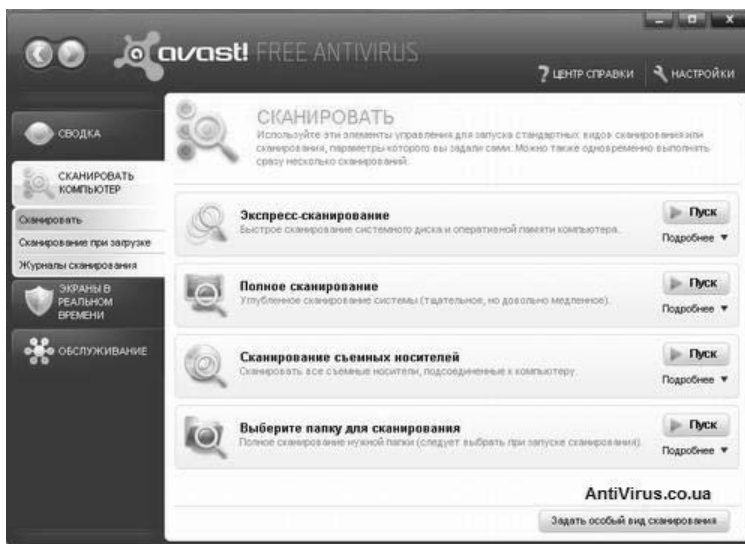 avast! FREE ANTIVIRUS
? ЦЕНТР СПРАВКИ
НАСТРОЙКИ
СВОДКА
СКАНИРОВАТЬ
КОМПЬЮТЕР
Сканировать
Сканирование при загрузке
Журналы сканирования
ЭКРАНЫ В
РЕАЛЬНОМ
ВРЕМЕНИ
ОБСЛУЖИВАНИЕ
СКАНИРОВАТЬ
Используйте эти элементы управления для запуска стандартных видов сканирования или
сканирования, параметры которого вы задали сами. Можно также одновременно выполнять
сразу несколько сканирований.
Экспресс-сканирование
Быстрое сканирование системного диска и оперативной памяти компьютера.
Пуск
Подробнее
Полное сканирование
Углубленное сканирование системы (тщательное, но довольно медленное).
Пуск
Подробнее
Сканирование съемных носителей
Сканировать все съемные носители, подсоединенные к компьютеру.
Пуск
Подробнее
Выберите папку для сканирования
Полное сканирование нужной папки (следует выбрать при запуске сканирования).
Пуск
Подробнее
AntiVirus.co.ua
Задать особый вид сканирования